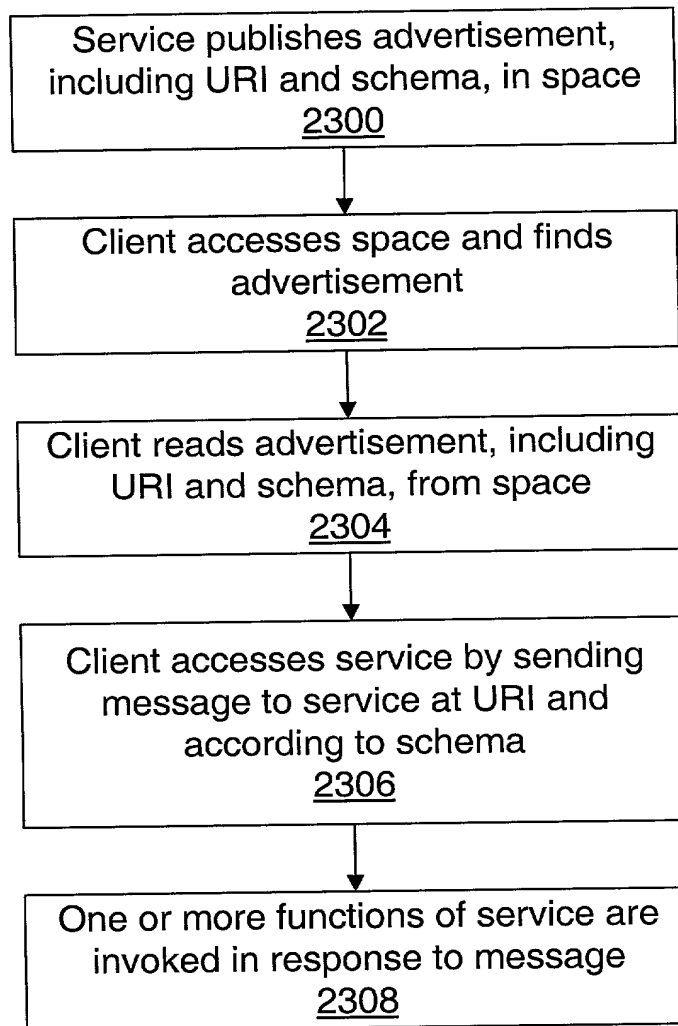 Service publishes advertisement,
including URI and schema, in space
2300
Client accesses space and finds
advertisement
2302
Client reads advertisement, including
URI and schema, from space
2304
Client accesses service by sending
message to service at URI and
according to schema
2306
One or more functions of service are
invoked in response to message
2308